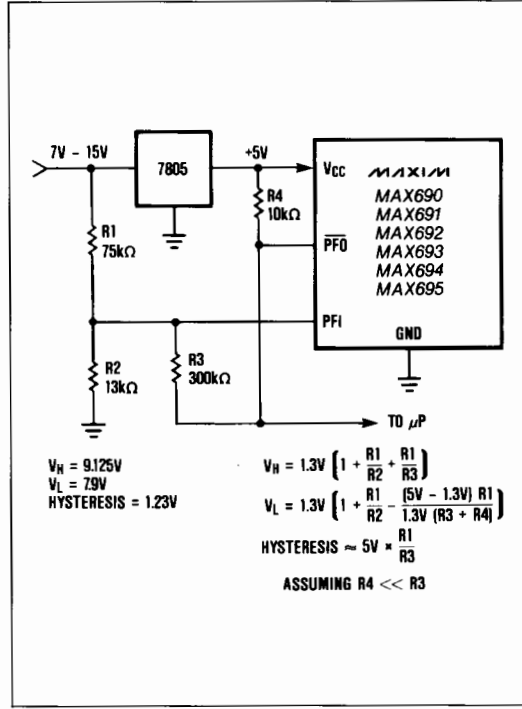 7V – 15V
7805
+5V
VCC
MAXIM
MAX690
MAX691
MAX692
MAX693
MAX694
MAX695
R4
10kΩ
PFO
R1
75kΩ
PFI
GND
R2
13kΩ
R3
300kΩ
TO μP
VH = 9.125V
VL = 7.9V
HYSTERESIS = 1.23V
VH = 1.3V (1 + R1/R2 + R1/R3)
VL = 1.3V (1 + R1/R2 - (5V - 1.3V) R1/1.3V (R3 + R4))
HYSTERESIS ≈ 5V × R1/R3
ASSUMING R4 << R3